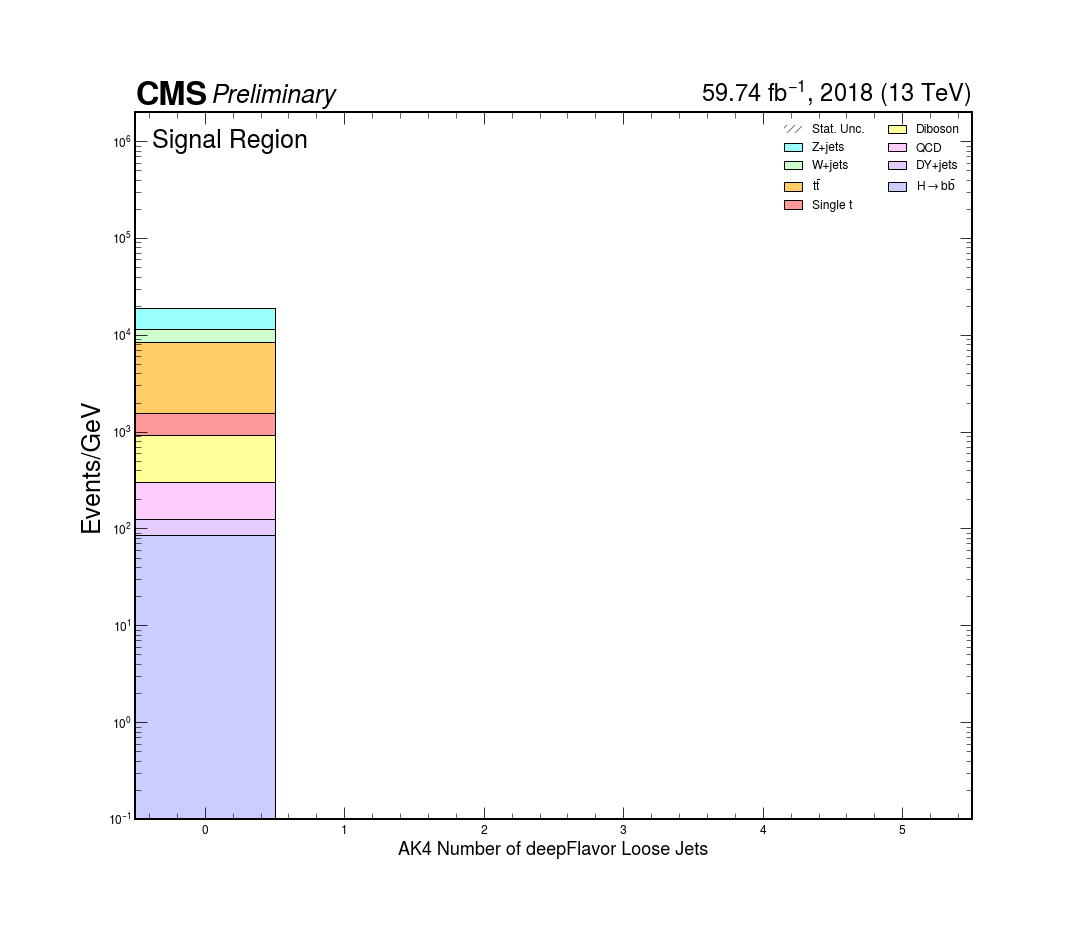 CMS Preliminary
59.74 fb⁻¹, 2018 (13 TeV)
Signal Region
Stat. Unc.
Z+jets
W+jets
tt̄
Single t
Diboson
QCD
DY+jets
H→bb̄
10⁶
10⁵
10⁴
10³
10²
10¹
10⁰
10⁻¹
Events/GeV
0 1 2 3 4 5
AK4 Number of deepFlavor Loose Jets